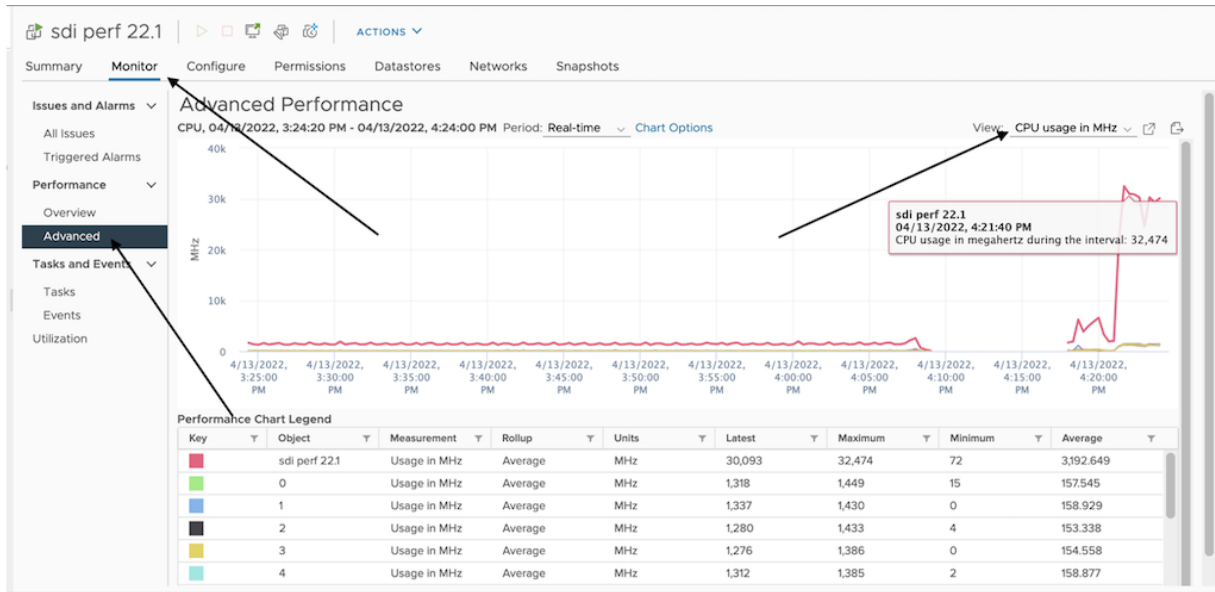 sdi perf 22.1 ACTIONS
Summary Monitor Configure Permissions Datastores Networks Snapshots
Issues and Alarms
All Issues
Triggered Alarms
Performance
Overview
Advanced
Tasks and Events
Tasks
Events
Utilization
Advanced Performance
CPU, 04/13/2022, 3:24:20 PM - 04/13/2022, 4:24:00 PM Period: Real-time Chart Options View: CPU usage in MHz
40k
30k
20k
10k
0
MHz
sdi perf 22.1
04/13/2022, 4:21:40 PM
CPU usage in megahertz during the interval: 32,474
4/13/2022, 4/13/2022, 4/13/2022, 4/13/2022, 4/13/2022, 4/13/2022, 4/13/2022, 4/13/2022, 4/13/2022, 4/13/2022, 4/13/2022, 4/13/2022,
3:25:00 3:30:00 3:35:00 3:40:00 3:45:00 3:50:00 3:55:00 4:00:00 4:05:00 4:10:00 4:15:00 4:20:00
PM PM PM PM PM PM PM PM PM PM PM PM
Performance Chart Legend
Key Object Measurement Rollup Units Latest Maximum Minimum Average
sdi perf 22.1 Usage in MHz Average MHz 30,093 32,474 72 3,192.649
0 Usage in MHz Average MHz 1,318 1,449 15 157.545
1 Usage in MHz Average MHz 1,337 1,430 0 158.929
2 Usage in MHz Average MHz 1,280 1,433 4 153.338
3 Usage in MHz Average MHz 1,276 1,386 0 154.558
4 Usage in MHz Average MHz 1,312 1,385 2 158.877